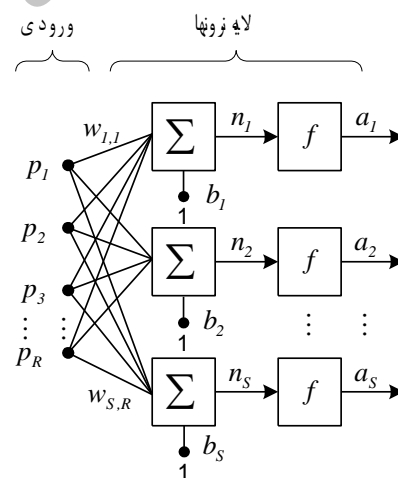 ورودی لایه نرونها
w1,1 Σ n1 f a1
p1
b1
1
p2 Σ n2 f a2
p3
b2
1
⋮ ⋮ ⋮ ⋮
pR Σ nS f aS
wS,R
bS
1